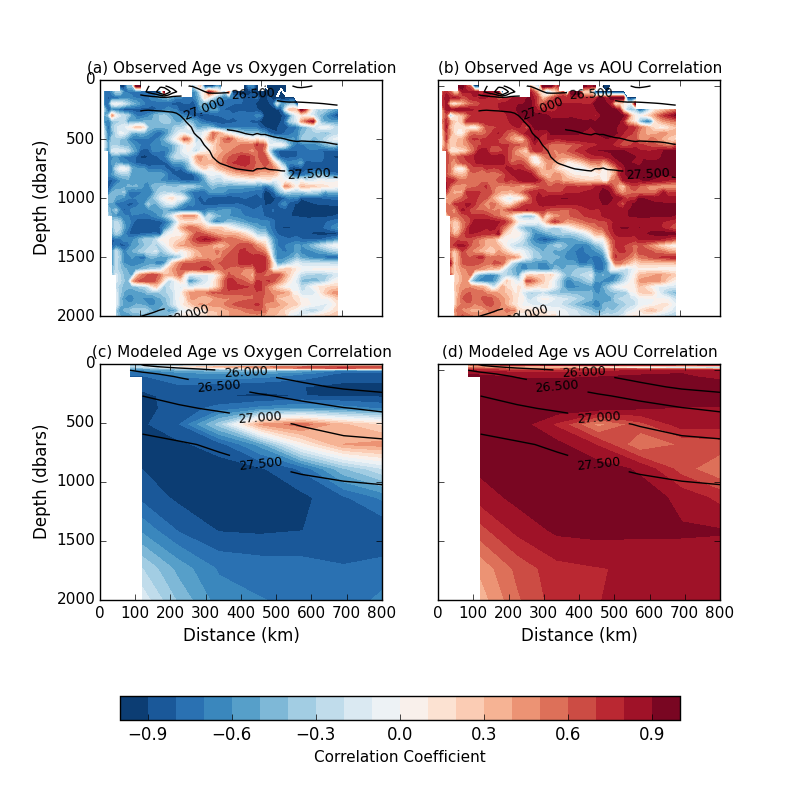 (a) Observed Age vs Oxygen Correlation
(b) Observed Age vs AOU Correlation
0
500
1000
1500
2000
Depth (dbars)
26.500
27.000
27.500
26.500
27.000
27.500
(c) Modeled Age vs Oxygen Correlation
(d) Modeled Age vs AOU Correlation
0
500
1000
1500
2000
Depth (dbars)
26.000
26.500
27.000
27.500
26.000
26.500
27.000
27.500
0 100 200 300 400 500 600 700 800
Distance (km)
0 100 200 300 400 500 600 700 800
Distance (km)
−0.9 −0.6 −0.3 0.0 0.3 0.6 0.9
Correlation Coefficient